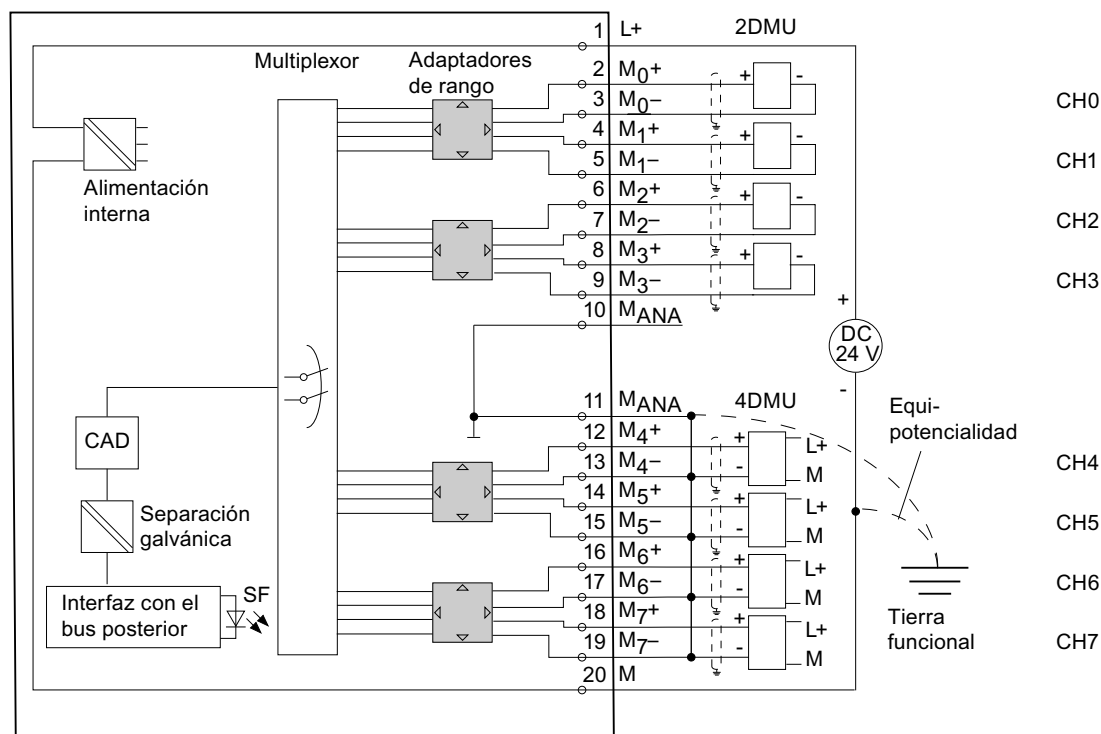 1 L+ 2DMU
Multiplexor
Adaptadores
de rango
2 M0+
+ -
3 M0–
CH0
4 M1+
+ -
5 M1–
CH1
6 M2+
+ -
7 M2–
CH2
8 M3+
+ -
9 M3–
CH3
10 MANA
Alimentación
interna
+
DC
24 V
-
11 MANA 4DMU
Equi-
potencialidad
12 M4+
+ L+
13 M4–
- M
CH4
14 M5+
+ L+
15 M5–
- M
CH5
16 M6+
+ L+
17 M6–
- M
CH6
18 M7+
+ L+
19 M7–
- M
CH7
20 M
CAD
Separación
galvánica
Interfaz con el
bus posterior
SF
Tierra
funcional